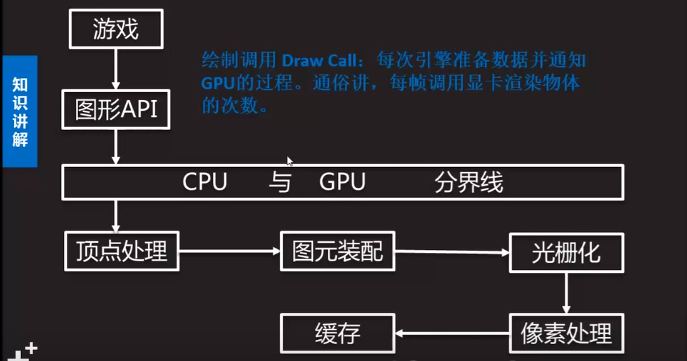 游戏
绘制调用 Draw Call：每次引擎准备数据并通知
GPU的过程。通俗讲，每帧调用显卡渲染物体
的次数。
知识讲解
图形API
CPU 与 GPU 分界线
顶点处理
图元装配
光栅化
缓存
像素处理